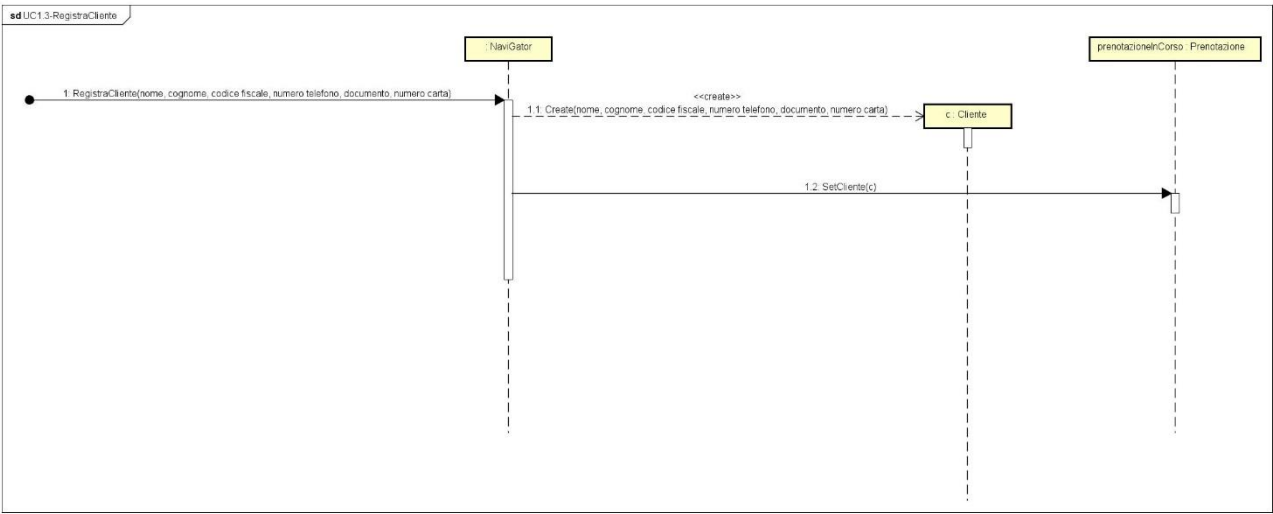 sd UC1.3-RegistraCliente
: NaviGator
prenotazioneInCorso : Prenotazione
1: RegistraCliente(nome, cognome, codice fiscale, numero telefono, documento, numero carta)
<<create>>
1.1: Create(nome, cognome, codice fiscale, numero telefono, documento, numero carta)
c : Cliente
1.2: SetCliente(c)